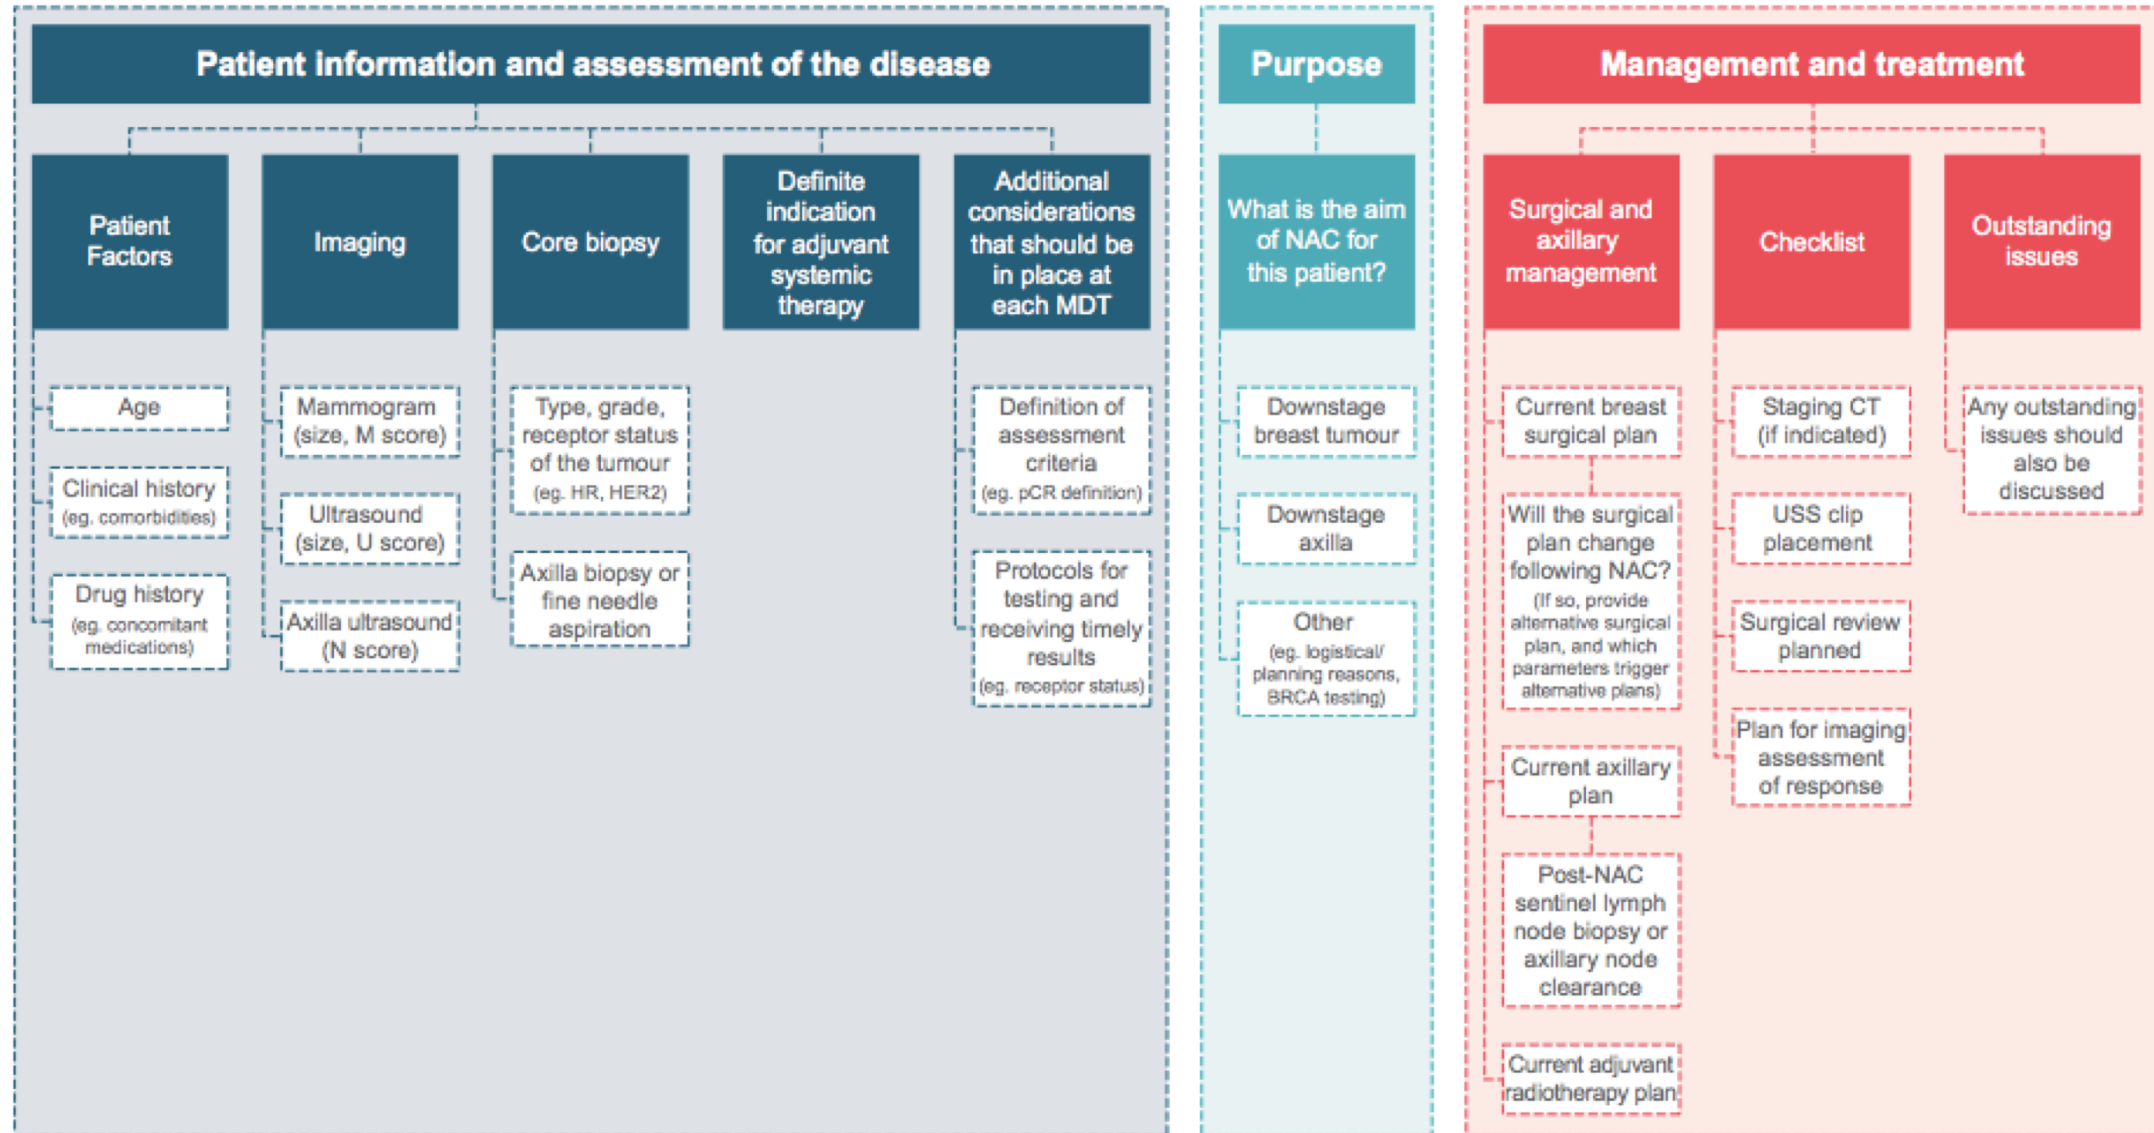 Patient information and assessment of the disease
Patient
Factors
Age
Clinical history
(eg. comorbidities)
Drug history
(eg. concomitant
medications)
Imaging
Mammogram
(size, M score)
Ultrasound
(size, U score)
Axilla ultrasound
(N score)
Core biopsy
Type, grade,
receptor status
of the tumour
(eg. HR, HER2)
Axilla biopsy or
fine needle
aspiration
Definite
indication
for adjuvant
systemic
therapy
Additional
considerations
that should be
in place at
each MDT
Definition of
assessment
criteria
(eg. pCR definition)
Protocols for
testing and
receiving timely
results
(eg. receptor status)
Purpose
What is the aim
of NAC for
this patient?
Downstage
breast tumour
Downstage
axilla
Other
(eg. logistical/
planning reasons,
BRCA testing)
Management and treatment
Surgical and
axillary
management
Current breast
surgical plan
Will the surgical
plan change
following NAC?
(If so, provide
alternative surgical
plan, and which
parameters trigger
alternative plans)
Current axillary
plan
Post-NAC
sentinel lymph
node biopsy or
axillary node
clearance
Current adjuvant
radiotherapy plan
Checklist
Staging CT
(if indicated)
USS clip
placement
Surgical review
planned
Plan for imaging
assessment
of response
Outstanding
issues
Any outstanding
issues should
also be
discussed